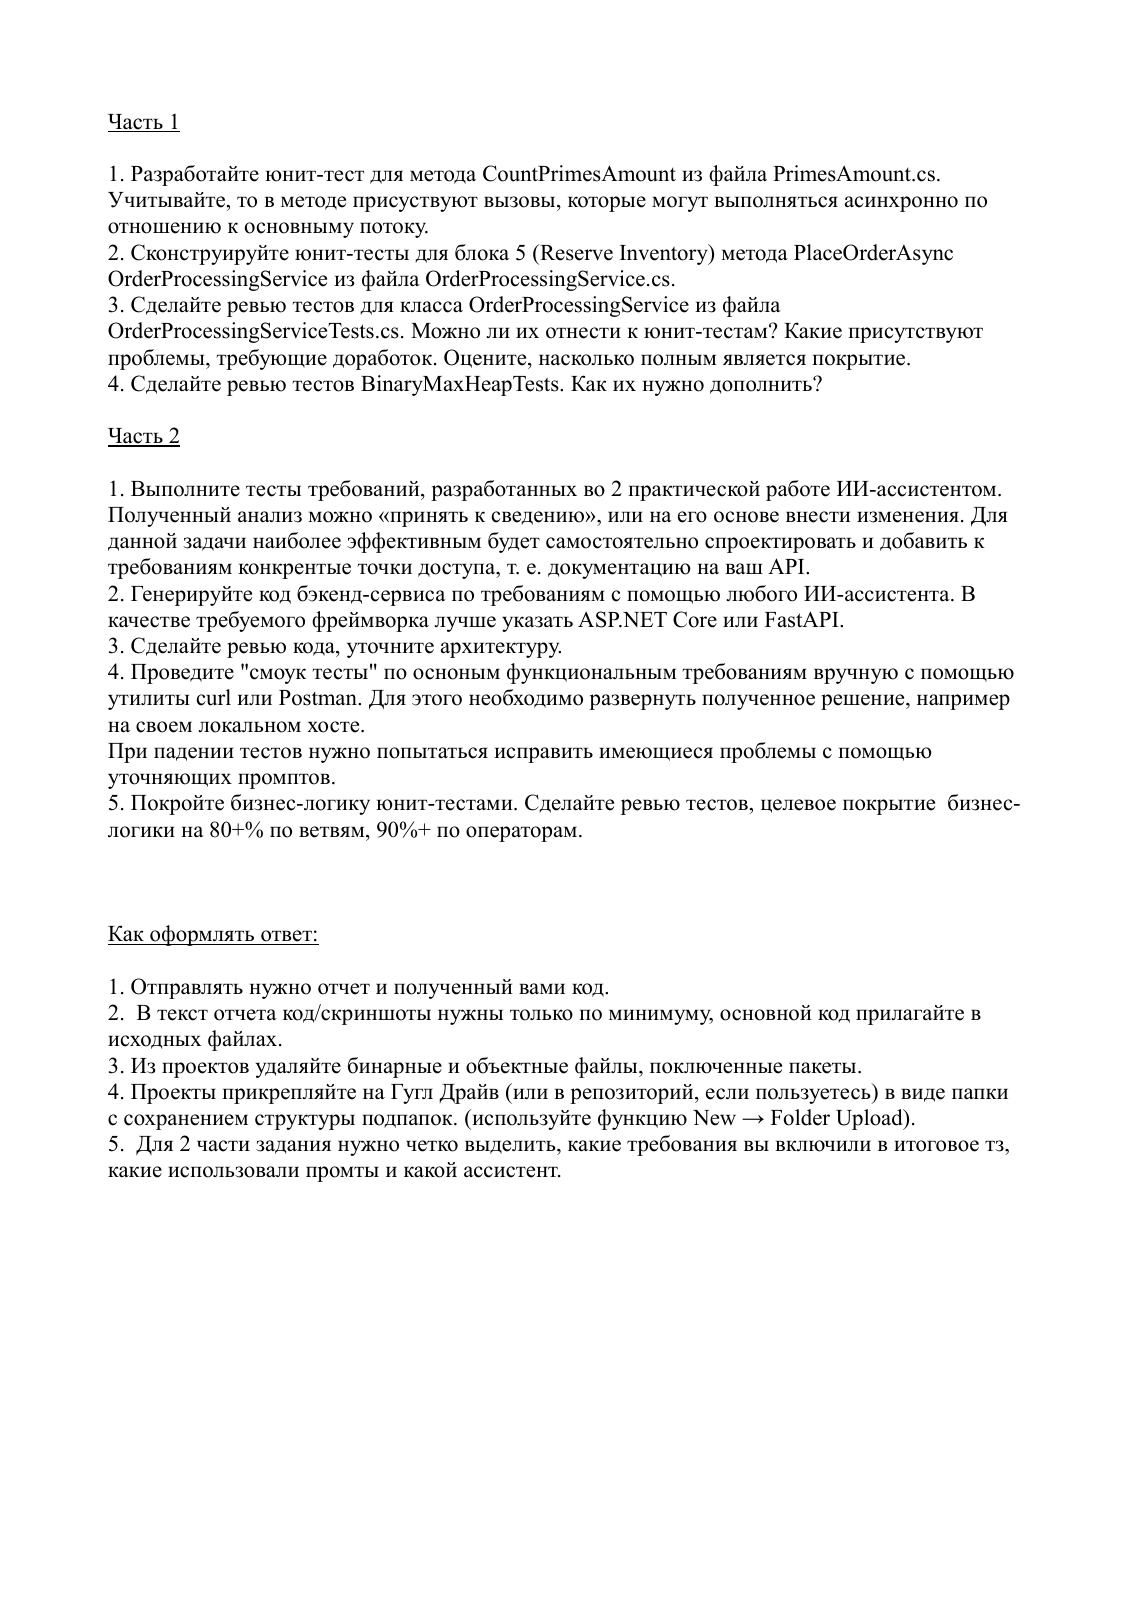 Часть 1
1. Разработайте юнит-тест для метода CountPrimesAmount из файла PrimesAmount.cs.
Учитывайте, то в методе присуствуют вызовы, которые могут выполняться асинхронно по
отношению к основныму потоку.
2. Сконструируйте юнит-тесты для блока 5 (Reserve Inventory) метода PlaceOrderAsync
OrderProcessingService из файла OrderProcessingService.cs.
3. Сделайте ревью тестов для класса OrderProcessingService из файла
OrderProcessingServiceTests.cs. Можно ли их отнести к юнит-тестам? Какие присутствуют
проблемы, требующие доработок. Оцените, насколько полным является покрытие.
4. Сделайте ревью тестов BinaryMaxHeapTests. Как их нужно дополнить?
Часть 2
1. Выполните тесты требований, разработанных во 2 практической работе ИИ-ассистентом.
Полученный анализ можно «принять к сведению», или на его основе внести изменения. Для
данной задачи наиболее эффективным будет самостоятельно спроектировать и добавить к
требованиям конкрентные точки доступа, т. е. документацию на ваш API.
2. Генерируйте код бэкенд-сервиса по требованиям с помощью любого ИИ-ассистента. В
качестве требуемого фреймворка лучше указать ASP.NET Core или FastAPI.
3. Сделайте ревью кода, уточните архитектуру.
4. Проведите "смоук тесты" по осноным функциональным требованиям вручную с помощью
утилиты curl или Postman. Для этого необходимо развернуть полученное решение, например
на своем локальном хосте.
При падении тестов нужно попытаться исправить имеющиеся проблемы с помощью
уточняющих промптов.
5. Покройте бизнес-логику юнит-тестами. Сделайте ревью тестов, целевое покрытие  бизнес-
логики на 80+% по ветвям, 90%+ по операторам.
Как оформлять ответ:
1. Отправлять нужно отчет и полученный вами код.
2.  В текст отчета код/скриншоты нужны только по минимуму, основной код прилагайте в
исходных файлах.
3. Из проектов удаляйте бинарные и объектные файлы, поключенные пакеты.
4. Проекты прикрепляйте на Гугл Драйв (или в репозиторий, если пользуетесь) в виде папки
с сохранением структуры подпапок. (используйте функцию New → Folder Upload).
5.  Для 2 части задания нужно четко выделить, какие требования вы включили в итоговое тз,
какие использовали промты и какой ассистент.